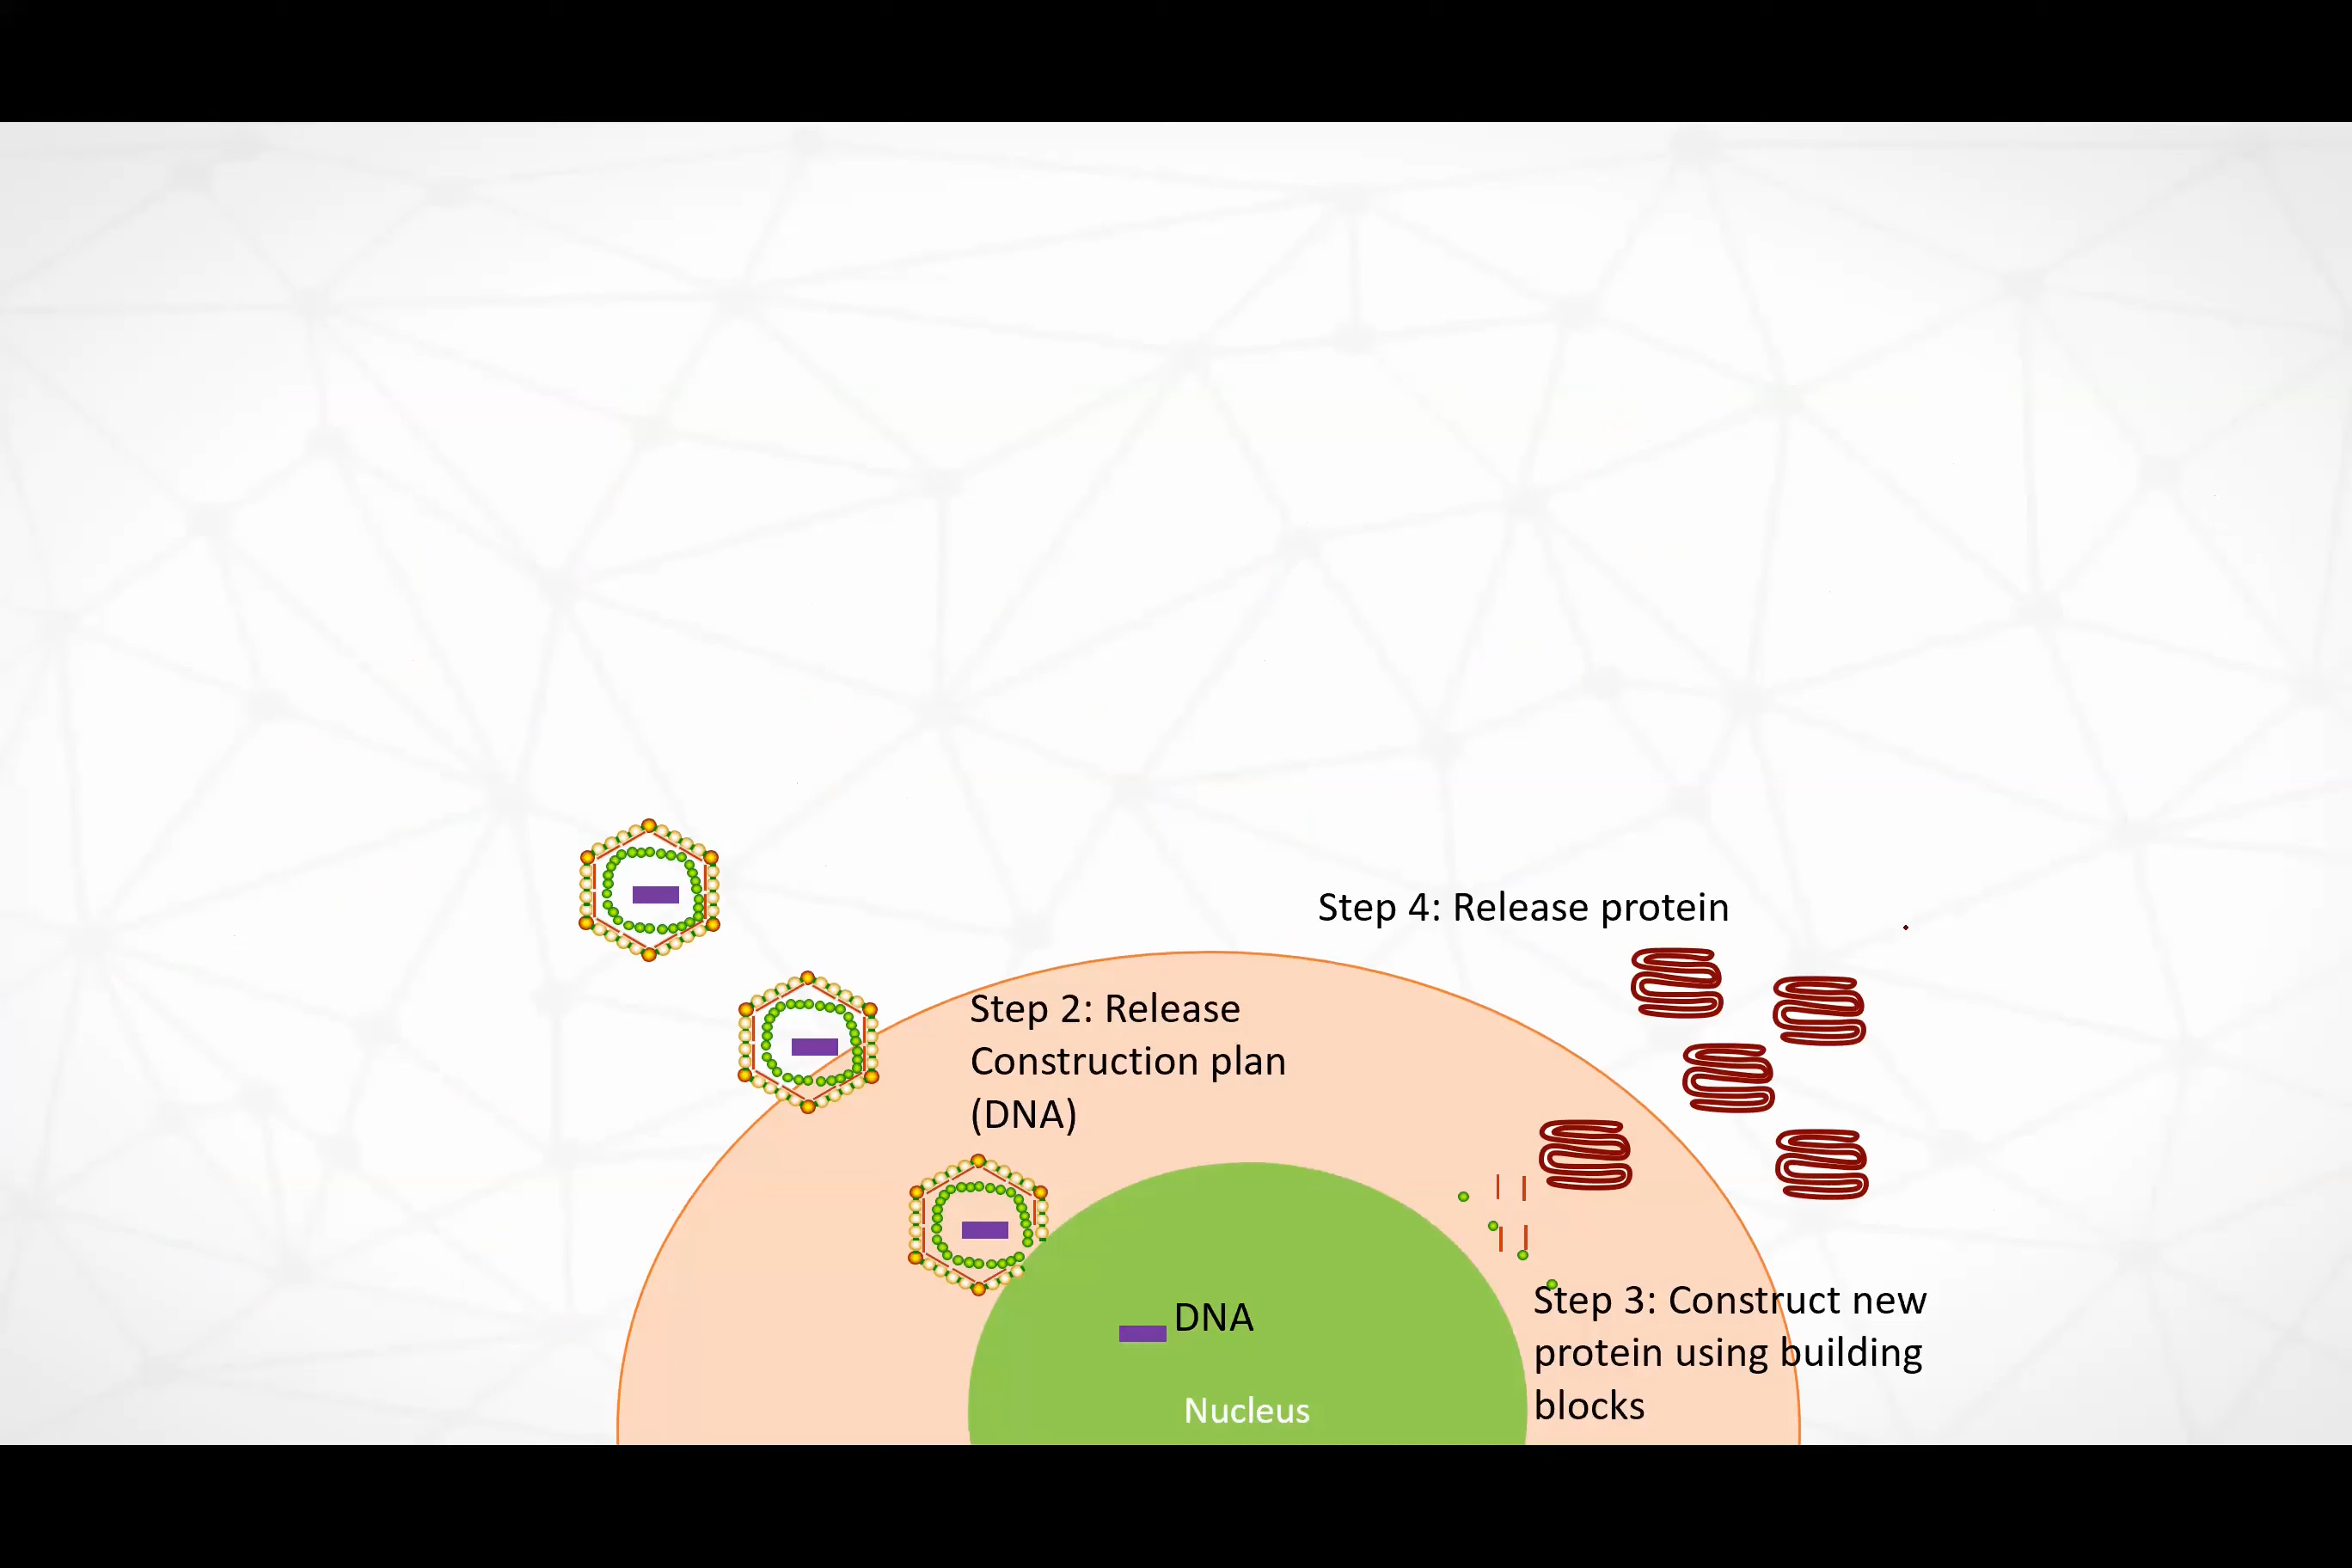 Step 4: Release protein
Step 2: Release
Construction plan
(DNA)
Step 3: Construct new
protein using building
blocks
DNA
Nucleus